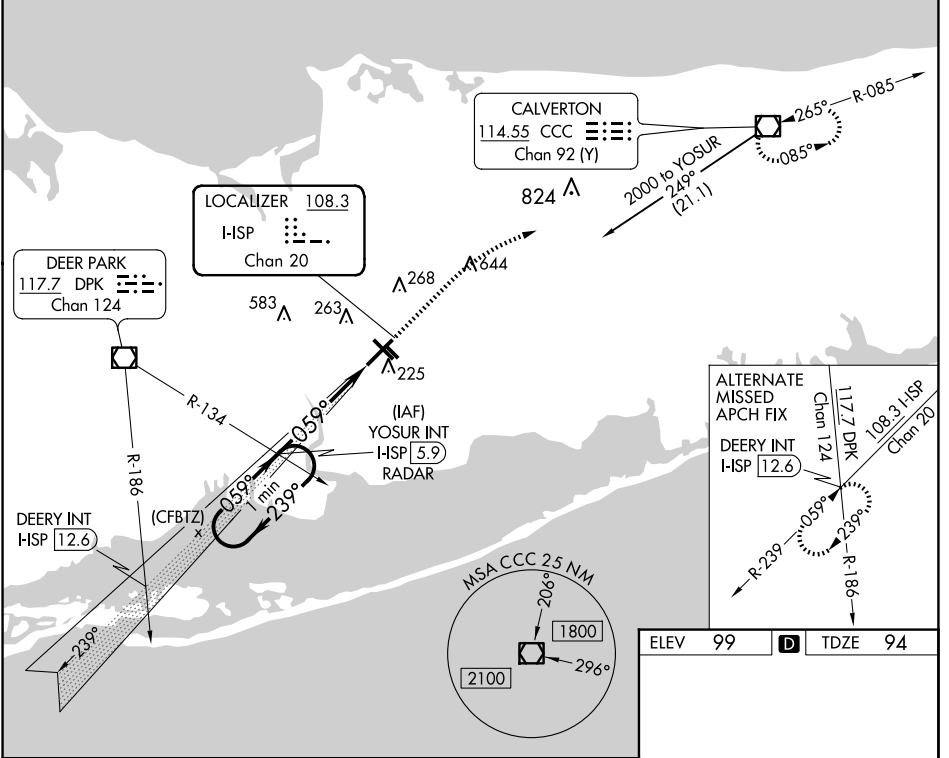 R-085
265°
085°
CALVERTON
114.55 CCC
Chan 92 (Y)
2000 to YOSUR
249°
(21.1)
824
LOCALIZER 108.3
I-ISP
Chan 20
DEER PARK
117.7 DPK
Chan 124
644
268
583
263
225
R-134
059°
(IAF)
YOSUR INT
I-ISP 5.9
RADAR
R-186
059°
1 min
239°
(CFBTZ)
x
DEERY INT
I-ISP 12.6
239°
ALTERNATE
MISSED
APCH FIX
117.7 DPK
Chan 124
108.3 I-ISP
Chan 20
DEERY INT
I-ISP 12.6
059°
239°
R-239
R-186
MSA CCC 25 NM
206°
1800
296°
2100
ELEV 99 D TDZE 94